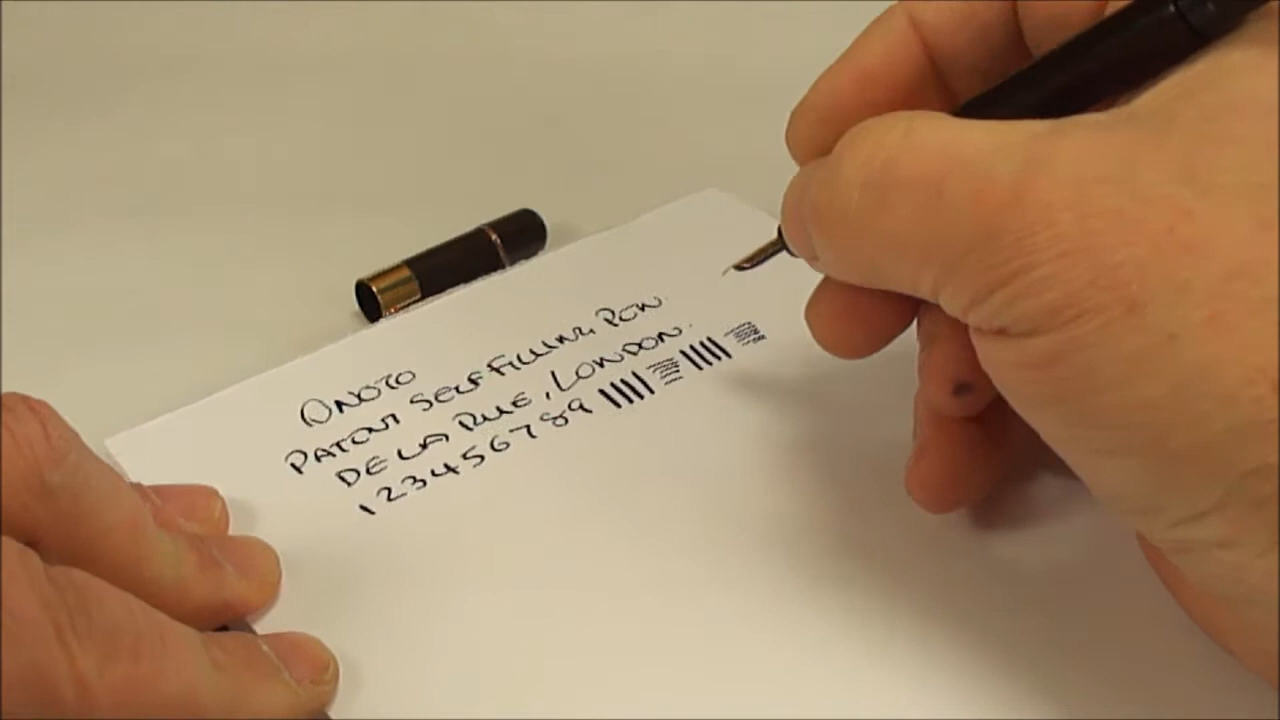 ONOTO
PATENT SELF FILLING PEN.
DE LA RUE, LONDON.
123456789